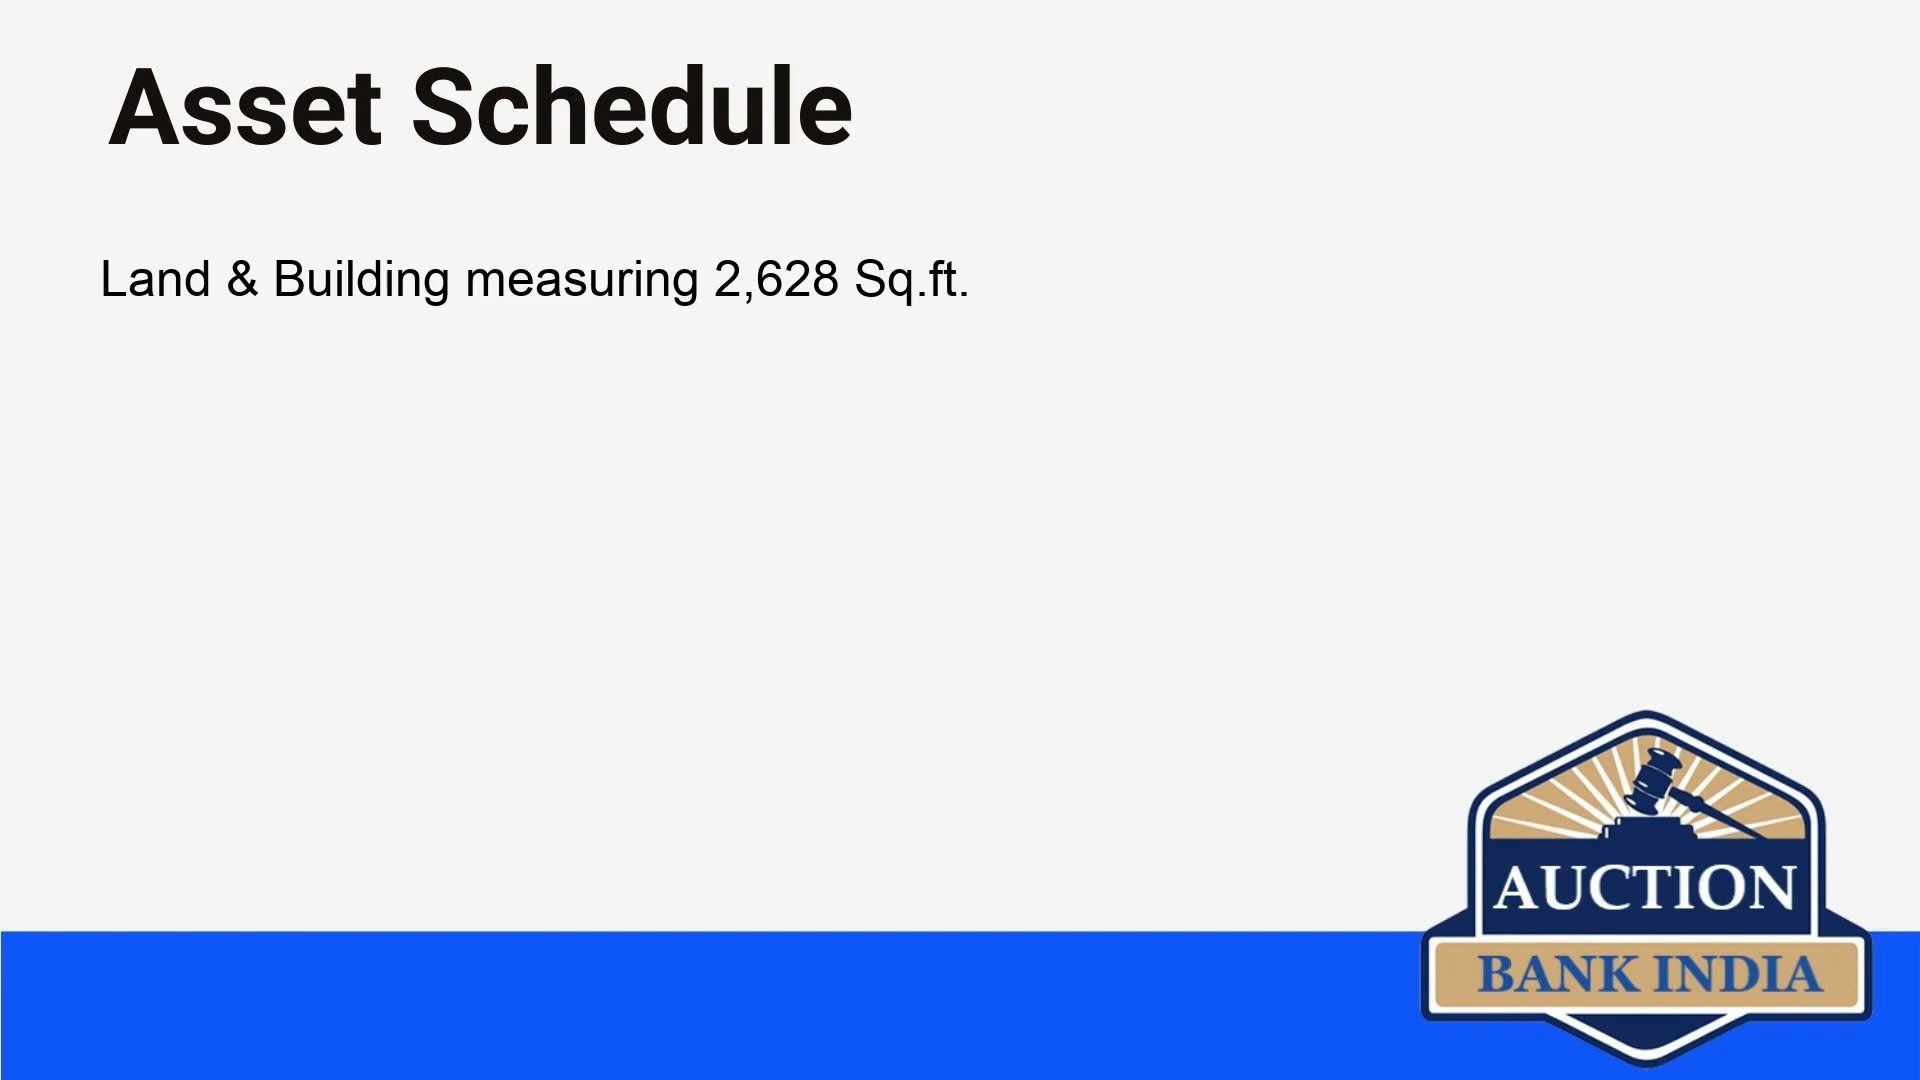 Asset Schedule
Land & Building measuring 2,628 Sq.ft.
AUCTION
BANK INDIA